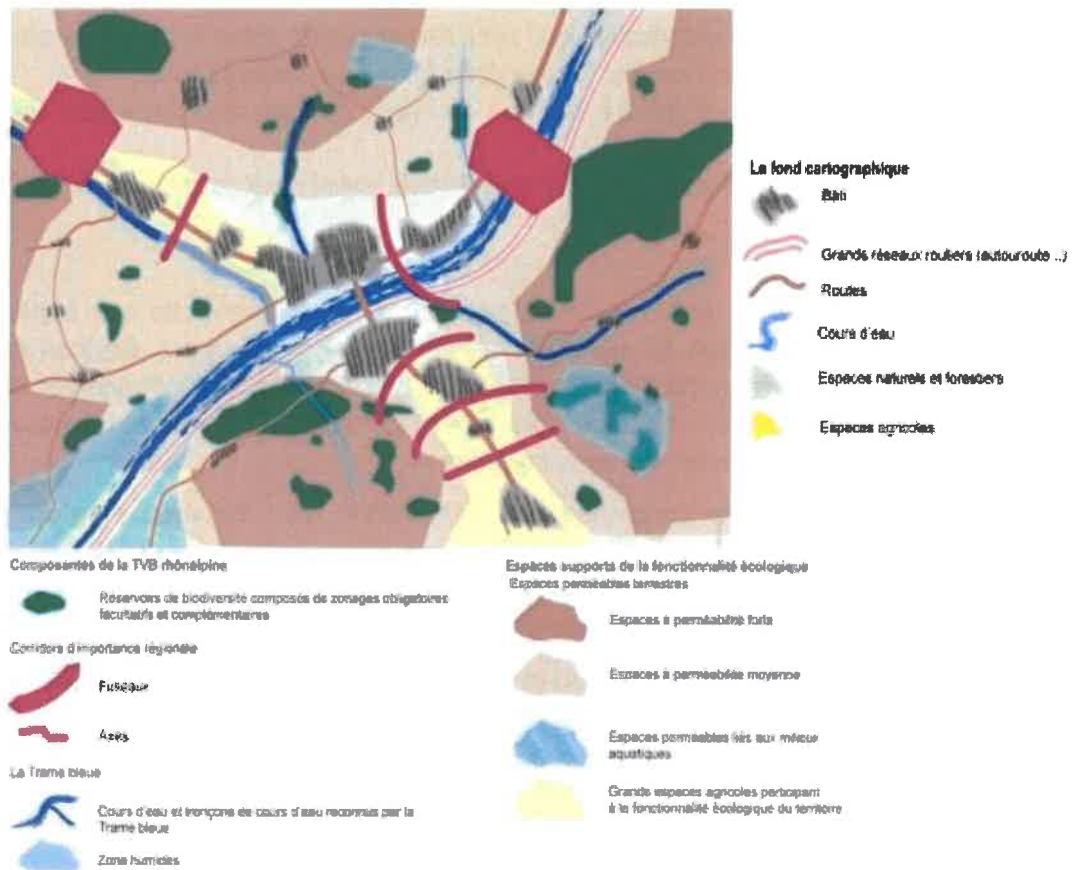 Le fond cartographique
Bâti
Grands réseaux routiers (autouroute ..)
Routes
Cours d'eau
Espaces naturels et forestiers
Espaces agricoles
Composantes de la TVB rhônalpine
Réservoirs de biodiversité composés de zonages obligatoires
facultatifs et complémentaires
Corridors d'importance régionale
Fuseaux
Axes
La Trame bleue
Cours d'eau et tronçons de cours d'eau reconnus par la
Trame bleue
Zone humides
Espaces supports de la fonctionnalité écologique
Espaces perméables terrestres
Espaces à perméabilité forte
Espaces à perméabilité moyenne
Espaces perméables liés aux milieux
aquatiques
Grands espaces agricoles participant
à la fonctionnalité écologique du territoire